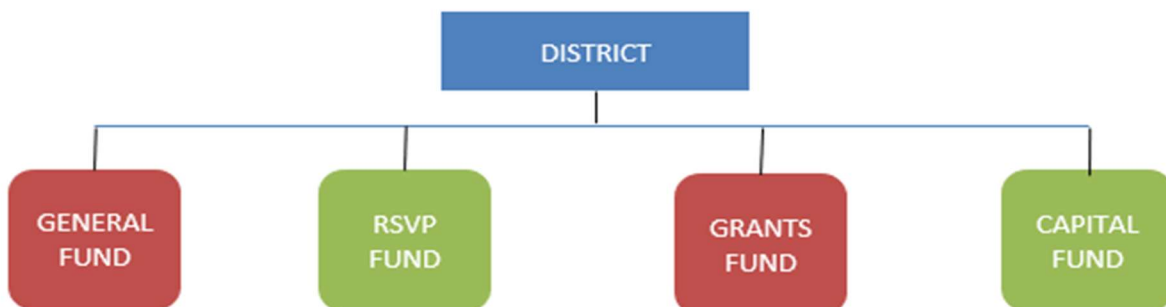 DISTRICT
GENERAL
FUND
RSVP
FUND
GRANTS
FUND
CAPITAL
FUND